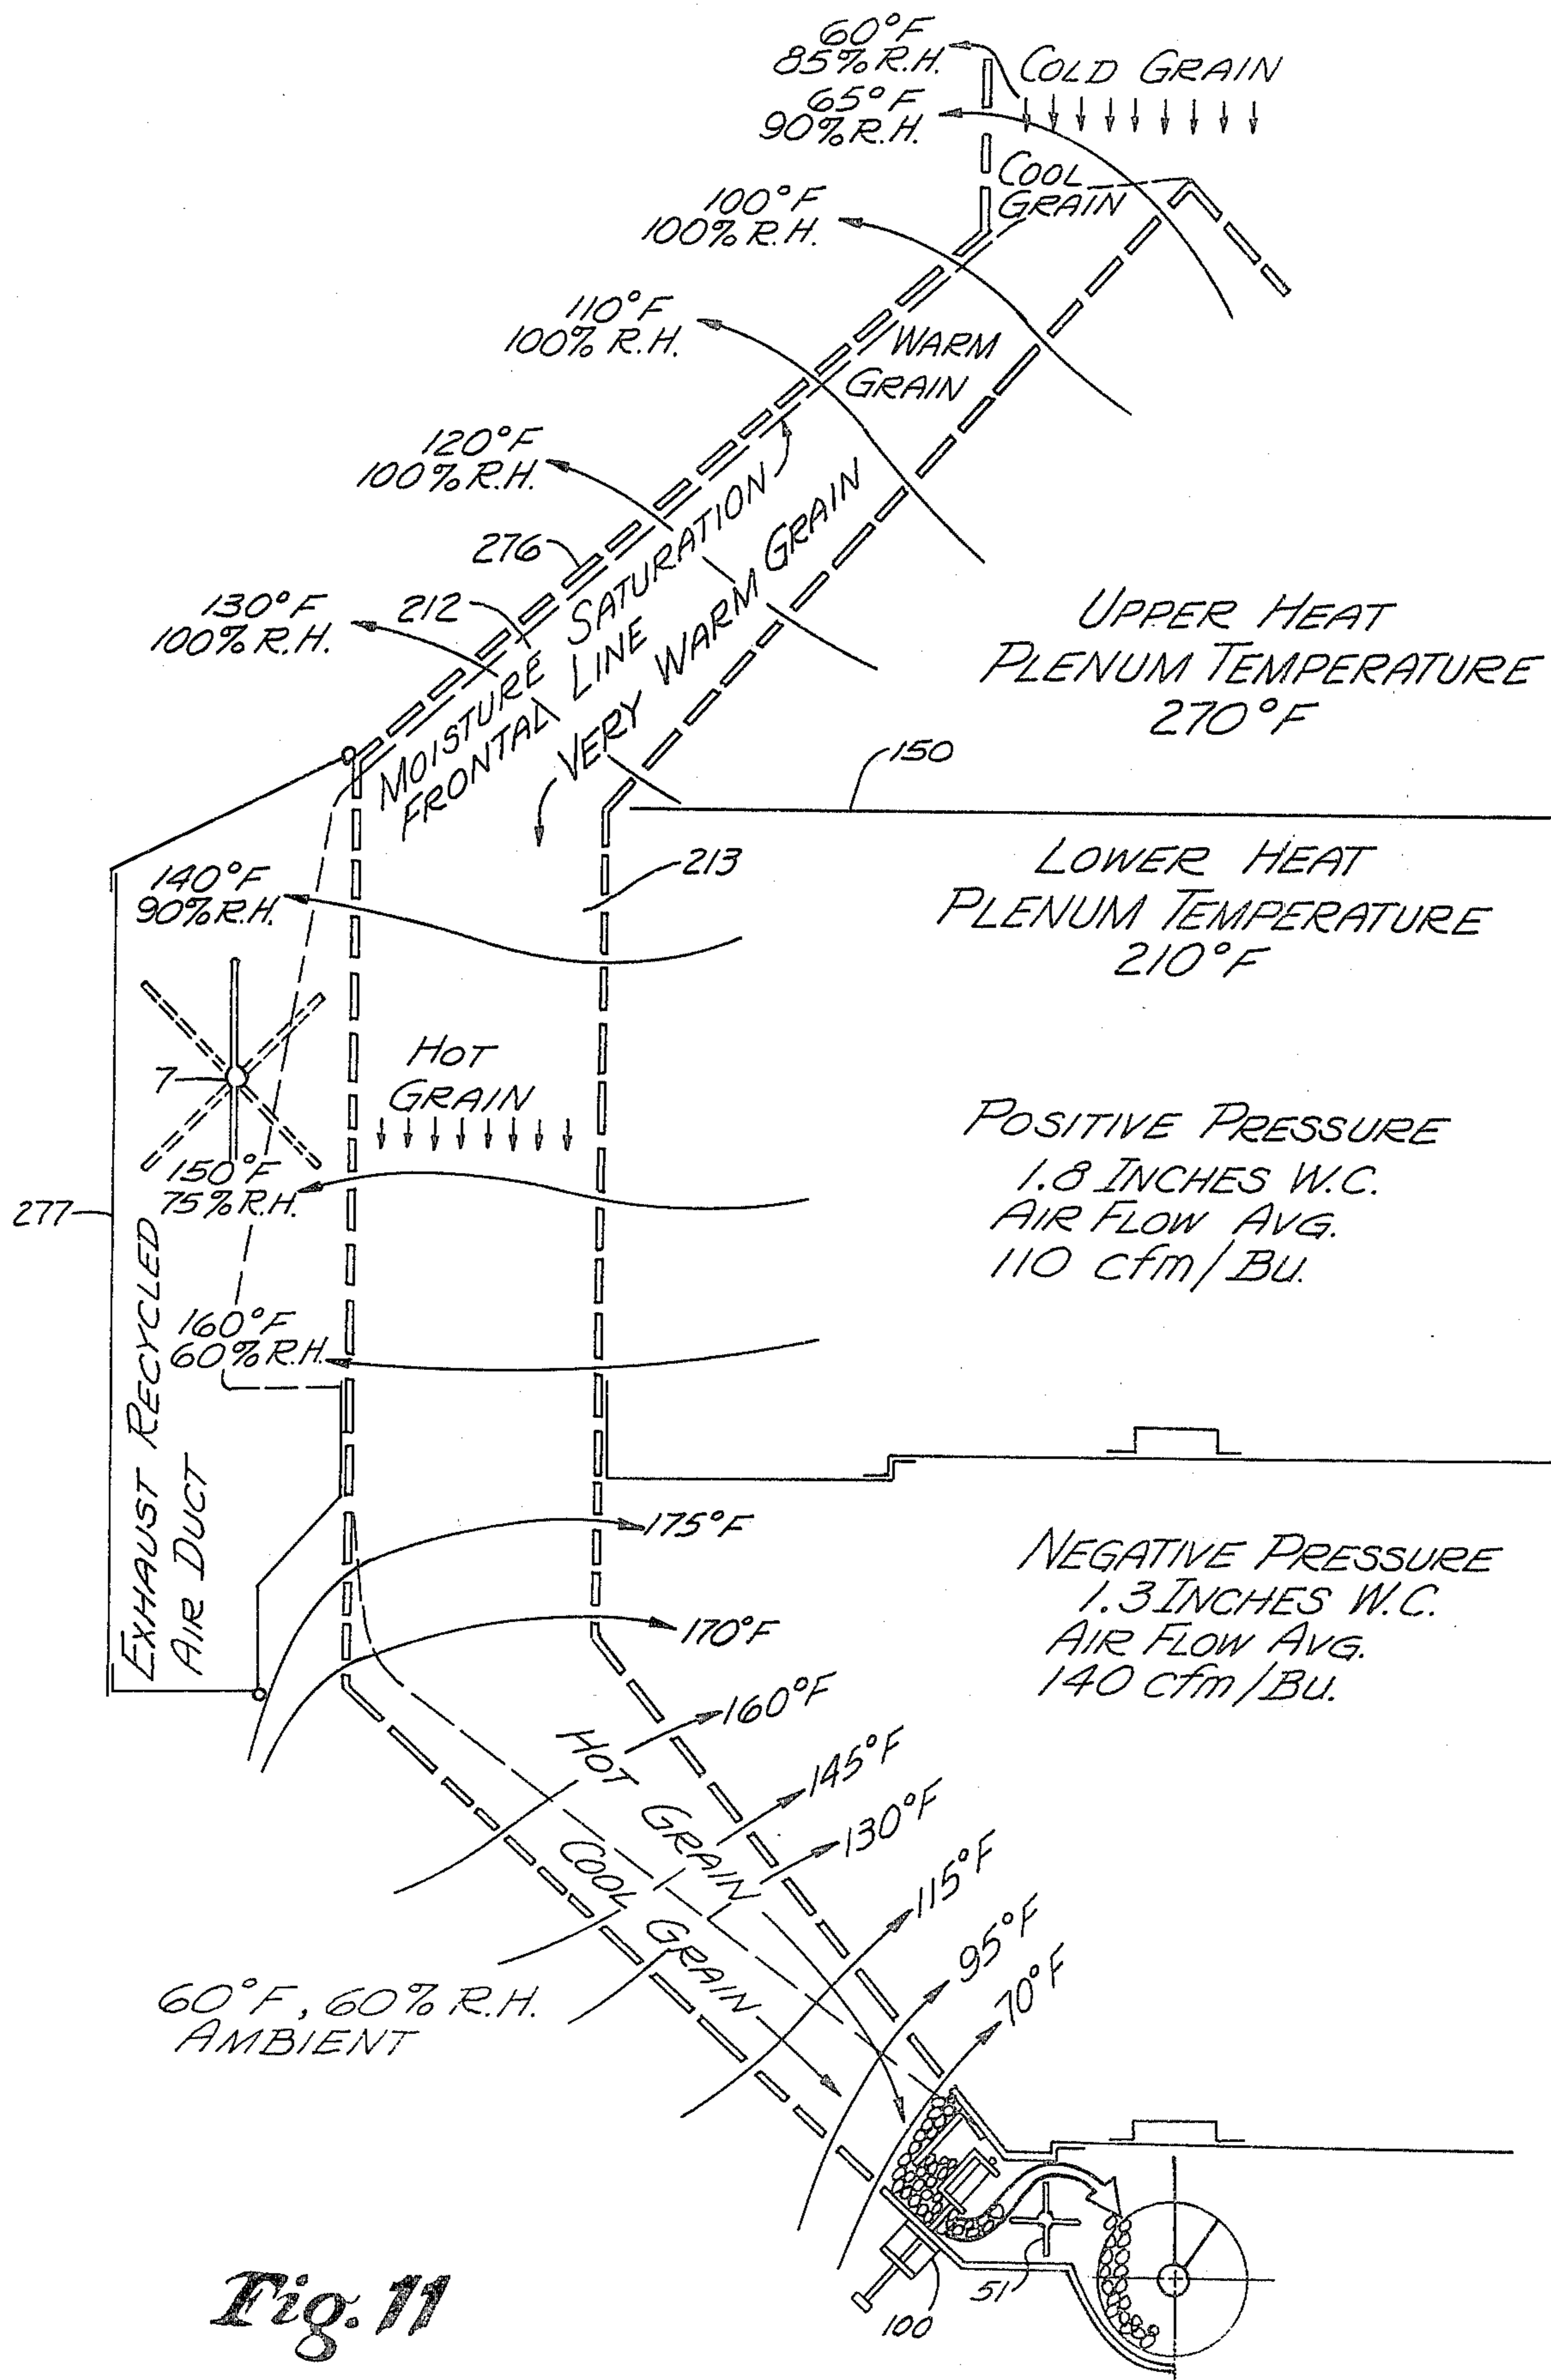 60°F
85% R.H.
COLD GRAIN
65°F
90% R.H.
COOL
GRAIN
100°F
100% R.H.
110°F
100% R.H.
WARM
GRAIN
120°F
100% R.H.
276
212
130°F
100% R.H.
MOISTURE SATURATION
FRONTAL LINE
VERY WARM GRAIN
UPPER HEAT
PLENUM TEMPERATURE
270°F
150
LOWER HEAT
PLENUM TEMPERATURE
210°F
213
140°F
90% R.H.
7
HOT
GRAIN
POSITIVE PRESSURE
1.8 INCHES W.C.
AIR FLOW AVG.
110 cfm/BU.
150°F
75% R.H.
277
160°F
60% R.H.
EXHAUST RECYCLED
AIR DUCT
175°F
170°F
NEGATIVE PRESSURE
1.3 INCHES W.C.
AIR FLOW AVG.
140 cfm/BU.
160°F
HOT GRAIN
145°F
130°F
COOL GRAIN
115°F
95°F
70°F
60°F, 60% R.H.
AMBIENT
51
100
Fig. 11